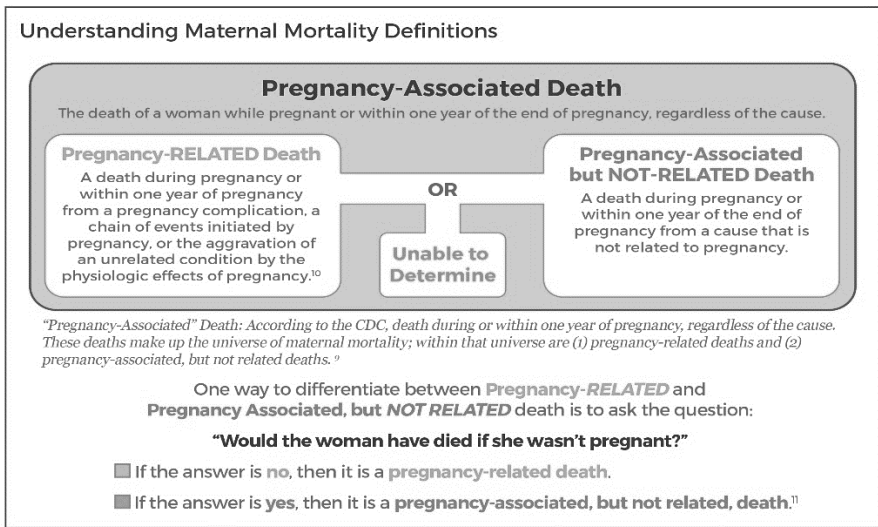 Understanding Maternal Mortality Definitions
Pregnancy-Associated Death
The death of a woman while pregnant or within one year of the end of pregnancy, regardless of the cause.
Pregnancy-RELATED Death
A death during pregnancy or
within one year of pregnancy
from a pregnancy complication, a
chain of events initiated by
pregnancy, or the aggravation of
an unrelated condition by the
physiologic effects of pregnancy.¹⁰
OR
Unable to
Determine
Pregnancy-Associated
but NOT-RELATED Death
A death during pregnancy or
within one year of the end of
pregnancy from a cause that is
not related to pregnancy.
“Pregnancy-Associated” Death: According to the CDC, death during or within one year of pregnancy, regardless of the cause.
These deaths make up the universe of maternal mortality; within that universe are (1) pregnancy-related deaths and (2)
pregnancy-associated, but not related deaths. ⁹
One way to differentiate between Pregnancy-RELATED and
Pregnancy Associated, but NOT RELATED death is to ask the question:
“Would the woman have died if she wasn’t pregnant?”
If the answer is no, then it is a pregnancy-related death.
If the answer is yes, then it is a pregnancy-associated, but not related, death.¹¹